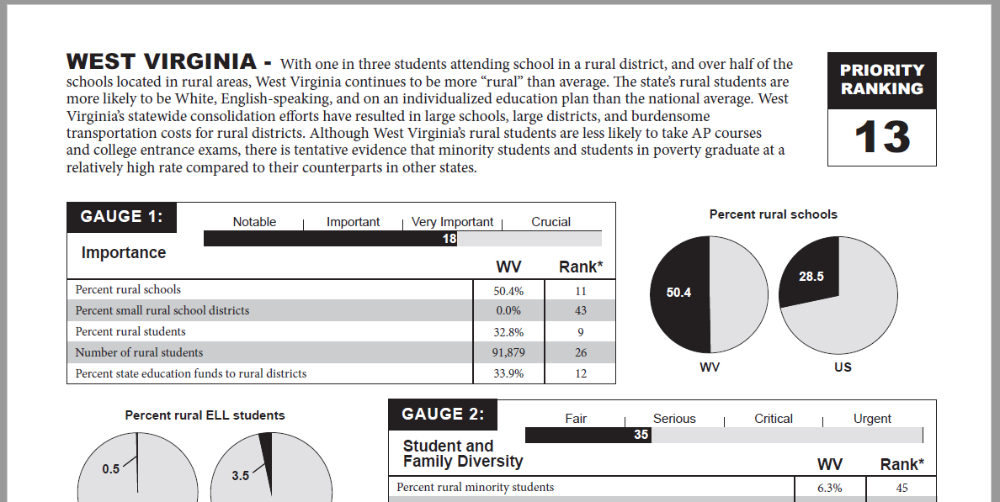 WEST VIRGINIA - With one in three students attending school in a rural district, and over half of the
schools located in rural areas, West Virginia continues to be more “rural” than average. The state’s rural students are
more likely to be White, English-speaking, and on an individualized education plan than the national average. West
Virginia’s statewide consolidation efforts have resulted in large schools, large districts, and burdensome
transportation costs for rural districts. Although West Virginia’s rural students are less likely to take AP courses
and college entrance exams, there is tentative evidence that minority students and students in poverty graduate at a
relatively high rate compared to their counterparts in other states.
PRIORITY
RANKING
13
GAUGE 1:
Importance
Notable Important Very Important Crucial
18
WV Rank*
Percent rural schools 50.4% 11
Percent small rural school districts 0.0% 43
Percent rural students 32.8% 9
Number of rural students 91,879 26
Percent state education funds to rural districts 33.9% 12
Percent rural schools
50.4
28.5
WV US
Percent rural ELL students
0.5
3.5
GAUGE 2:
Student and
Family Diversity
Fair Serious Critical Urgent
35
WV Rank*
Percent rural minority students 6.3% 45